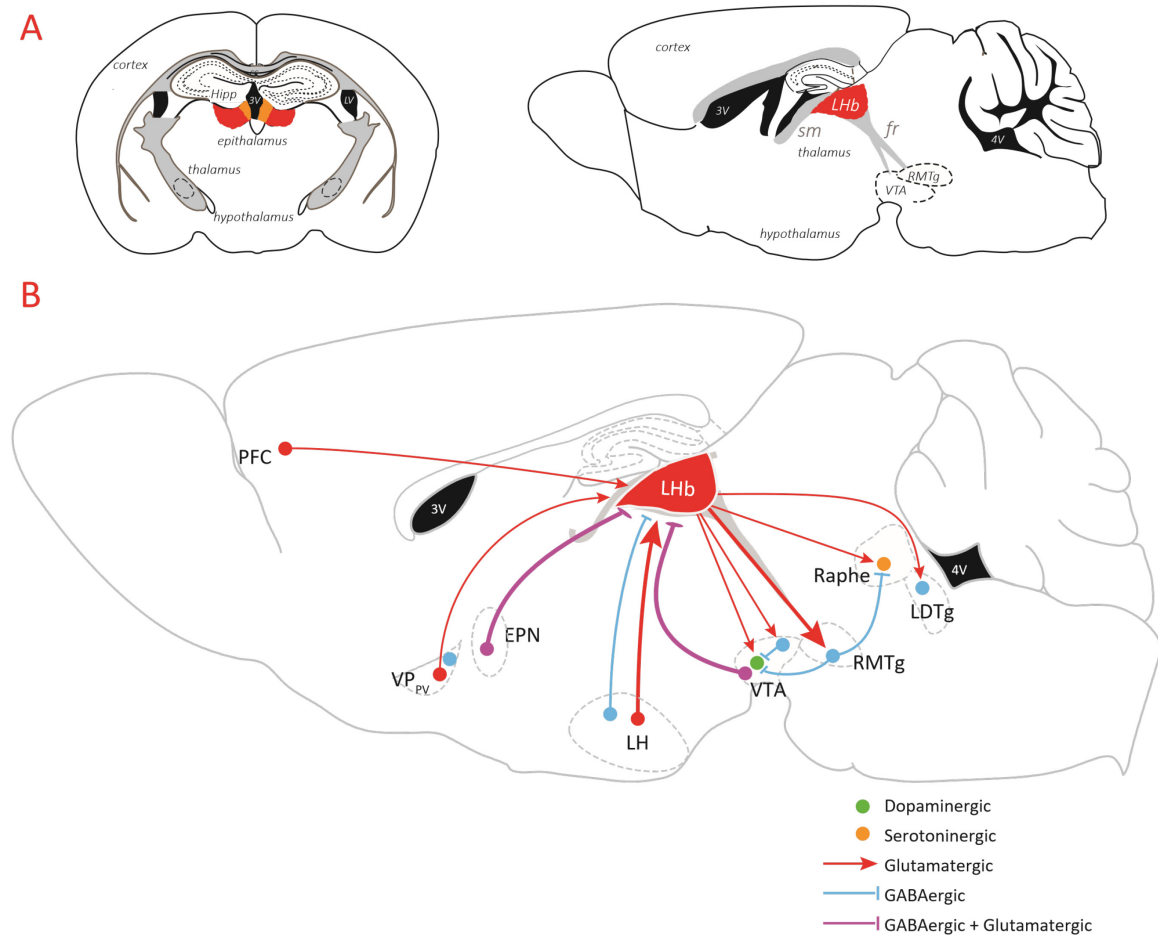 A
cortex
Hipp
3V
LV
epithalamus
thalamus
hypothalamus
cortex
3V
LHb
sm
fr
thalamus
4V
RMTg
VTA
hypothalamus
B
PFC
LHb
3V
4V
Raphe
LDTg
EPN
VP PV
RMTg
VTA
LH
Dopaminergic
Serotoninergic
Glutamatergic
GABAergic
GABAergic + Glutamatergic